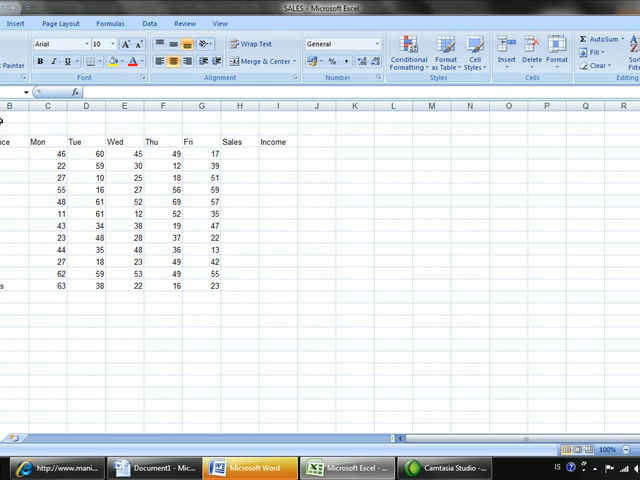 SALES - Microsoft Excel
Insert Page Layout Formulas Data Review View
Arial 10 A A Wrap Text General Conditional Formatting Format as Table Cell Styles Insert Delete Format Σ AutoSum Fill Clear Sort Filter
Painter B I U A Merge & Center % ,
Font Alignment Number Styles Cells Editing
fx
B C D E F G H I J K L M N O P Q R
ice Mon Tue Wed Thu Fri Sales Income
46 60 45 49 17
22 59 30 12 39
27 10 25 18 51
55 16 27 56 59
48 61 52 69 57
11 61 12 52 35
43 34 38 19 47
23 48 28 37 22
44 35 48 36 13
27 18 23 49 42
62 59 53 49 55
s 63 38 22 16 23
100%
http://www.mani... Document1 - Mic... Microsoft Word Microsoft Excel - ... Camtasia Studio -... IS